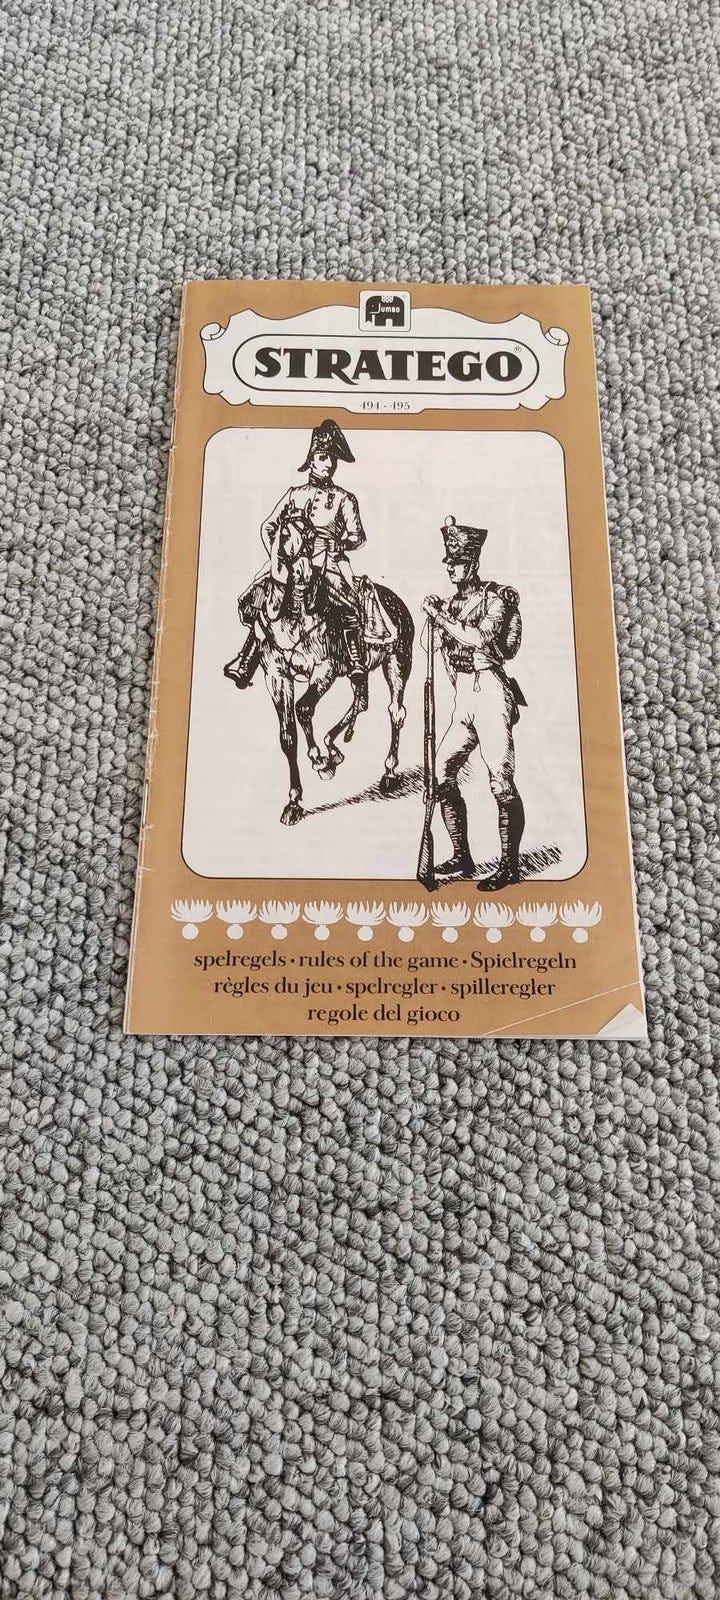 Jumbo
STRATEGO®
494 - 495
spelregels • rules of the game • Spielregeln
règles du jeu • spelregler • spilleregler
regole del gioco